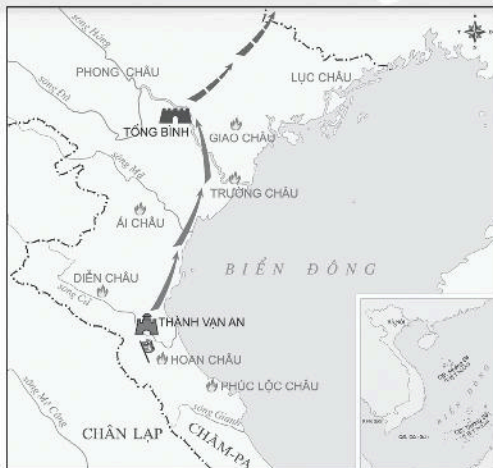 sông Hồng
PHONG CHÂU
LỤC CHÂU
sông Đà
TỐNG BÌNH
GIAO CHÂU
sông Mã
TRƯỜNG CHÂU
ÁI CHÂU
BIỂN ĐÔNG
DIỄN CHÂU
sông Cả
THÀNH VẠN AN
HOAN CHÂU
PHÚC LỘC CHÂU
sông Mê Công
sông Gianh
CHÂN LẠP
CHĂM-PA
HÀ NỘI
BIỂN ĐÔNG